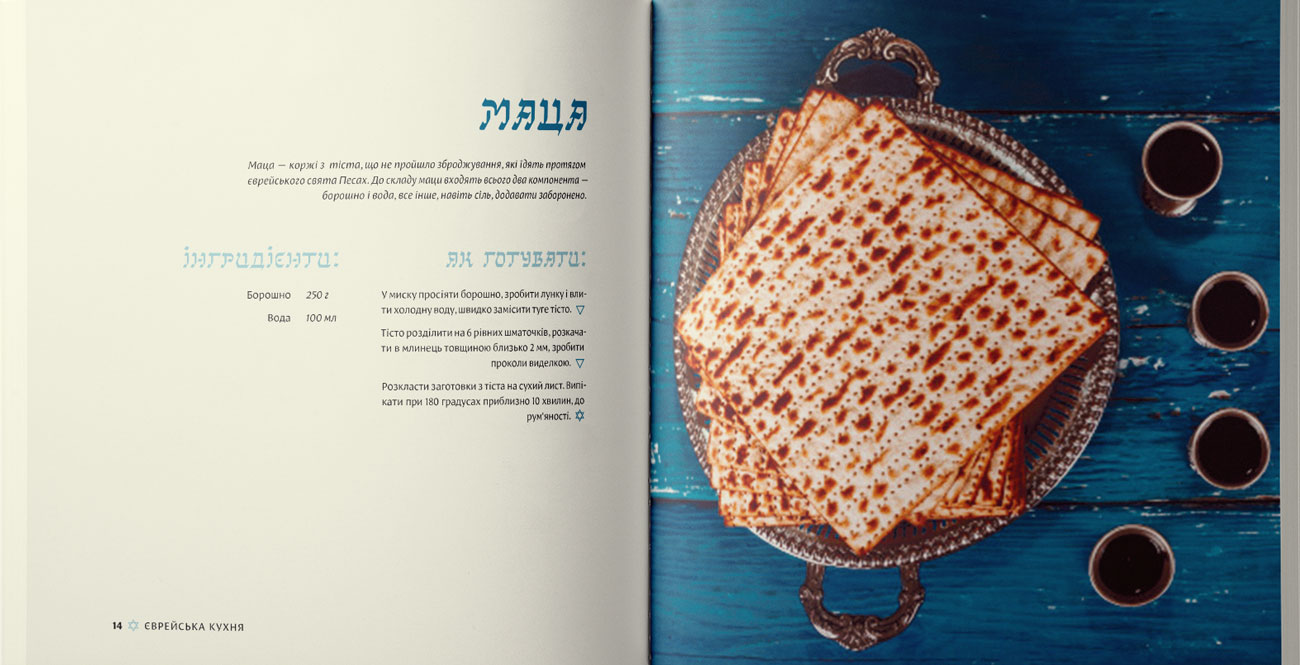 МАЦА
Маца — коржі з тіста, що не пройшло зброджування, які їдять протягом
єврейського свята Песах. До складу маци входять всього два компонента —
борошно і вода, все інше, навіть сіль, додавати заборонено.
ІНГРИДІЄНТИ:
Борошно 250 г
Вода 100 мл
ЯК ГОТУВАТИ:
У миску просіяти борошно, зробити лунку і вли-
ти холодну воду, швидко замісити туге тісто.
Тісто розділити на 6 рівних шматочків, розкача-
ти в млинець товщиною близько 2 мм, зробити
проколи виделкою.
Розкласти заготовки з тіста на сухий лист. Випі-
кати при 180 градусах приблизно 10 хвилин, до
рум'яності.
14 ✡ ЄВРЕЙСЬКА КУХНЯ